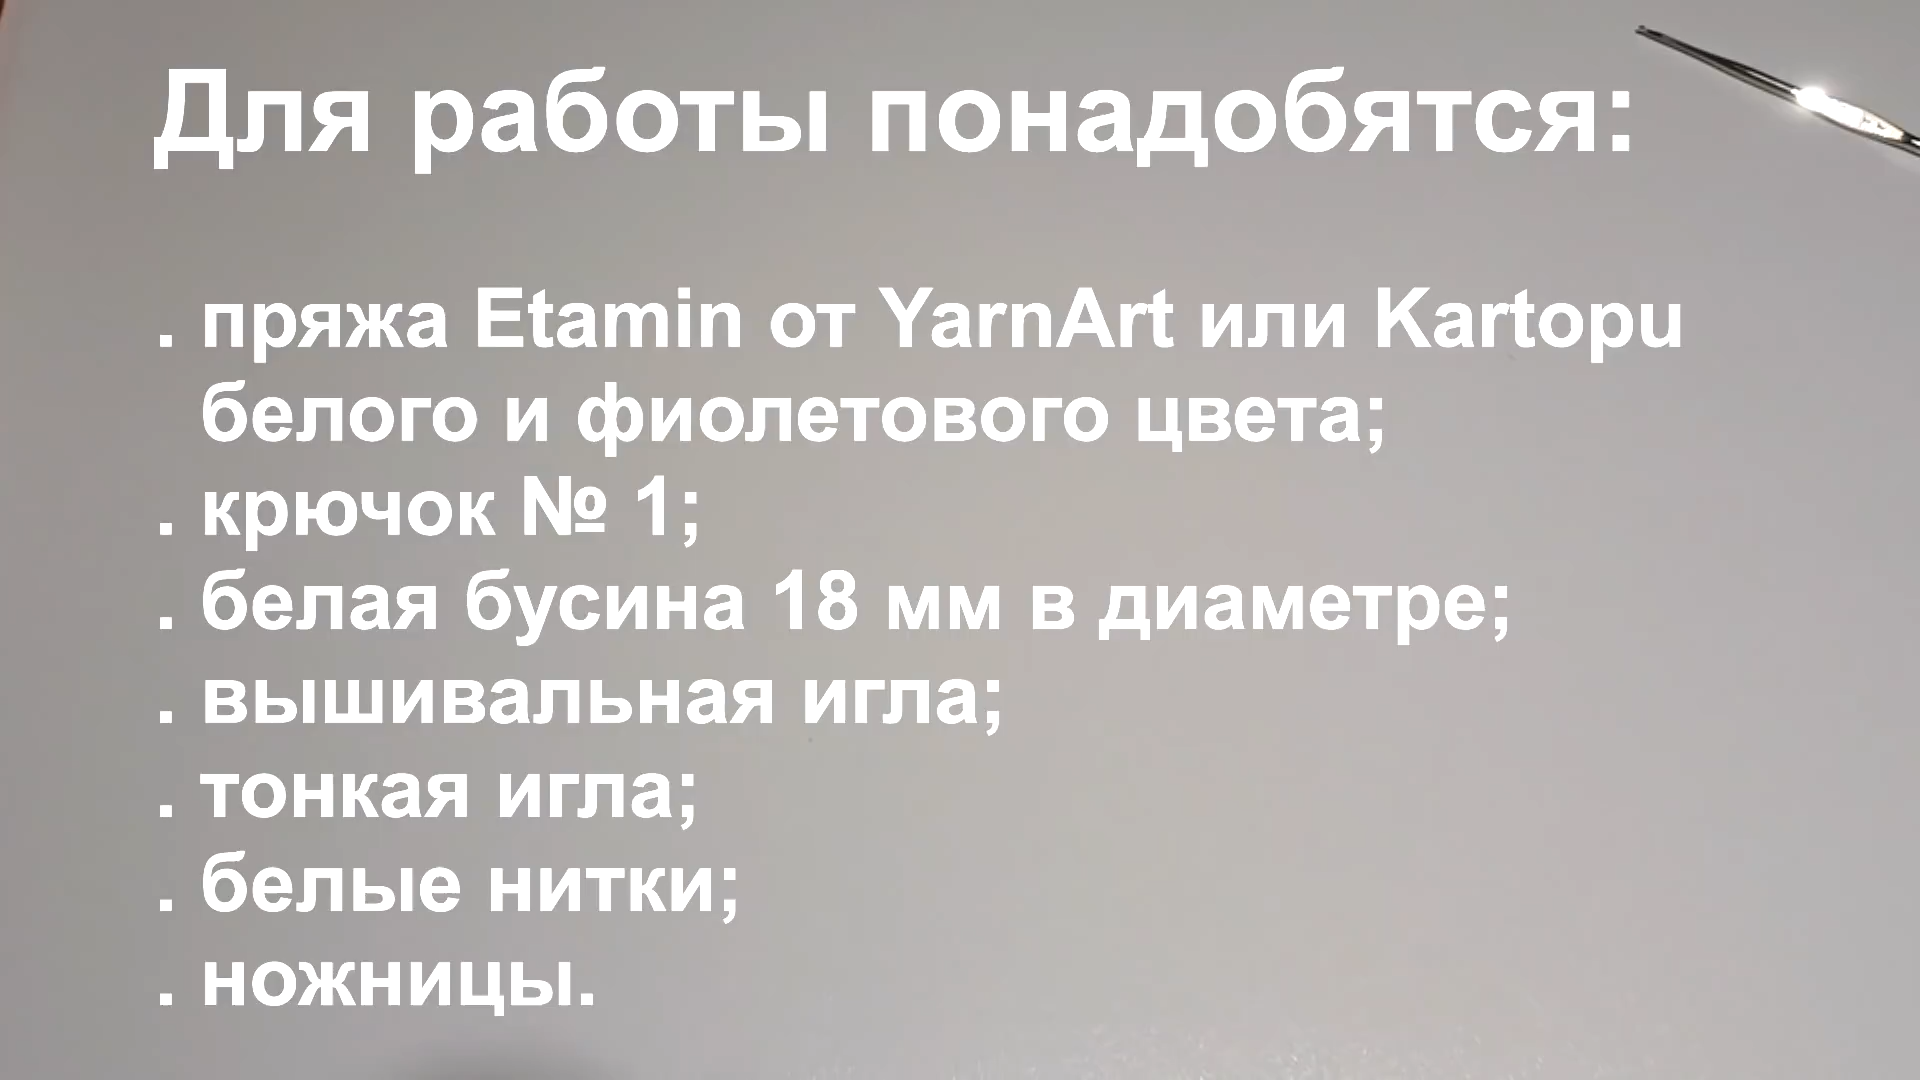 Для работы понадобятся:
. пряжа Etamin от YarnArt или Kartopu
белого и фиолетового цвета;
. крючок № 1;
. белая бусина 18 мм в диаметре;
. вышивальная игла;
. тонкая игла;
. белые нитки;
. ножницы.